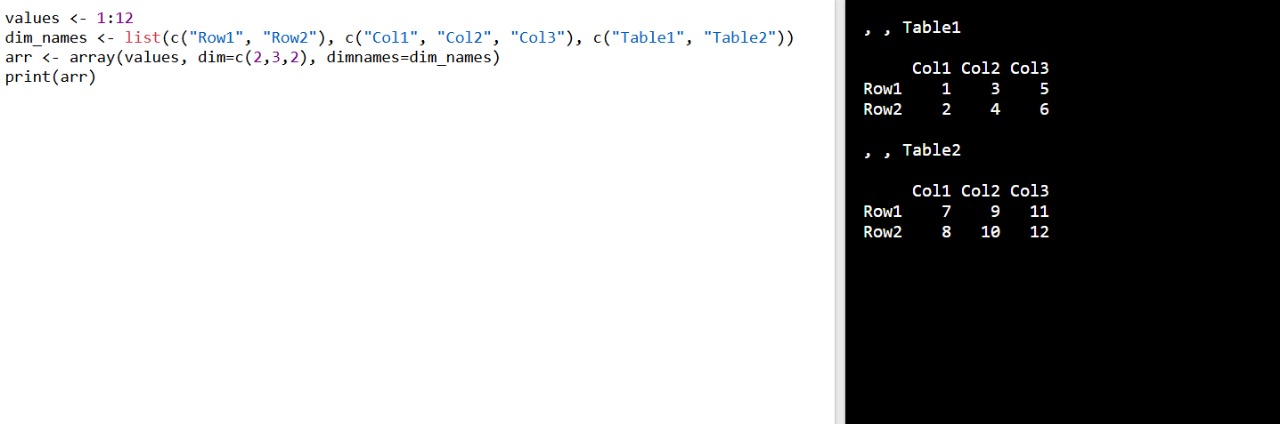 values <- 1:12
dim_names <- list(c("Row1", "Row2"), c("Col1", "Col2", "Col3"), c("Table1", "Table2"))
arr <- array(values, dim=c(2,3,2), dimnames=dim_names)
print(arr)
, , Table1
     Col1 Col2 Col3
Row1    1    3    5
Row2    2    4    6
, , Table2
     Col1 Col2 Col3
Row1    7    9   11
Row2    8   10   12